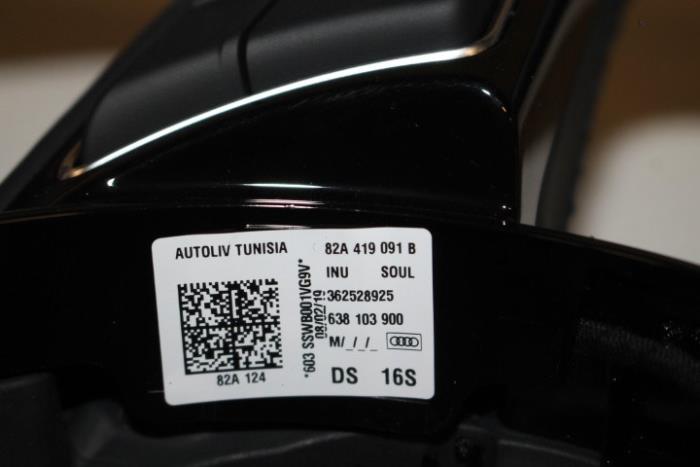 AUTOLIV TUNISIA
82A 124
*603 SSWB001VG9V*
08/02/19
82A 419 091 B
INU SOUL
362528925
638 103 900
M/_/_/_
DS 16S